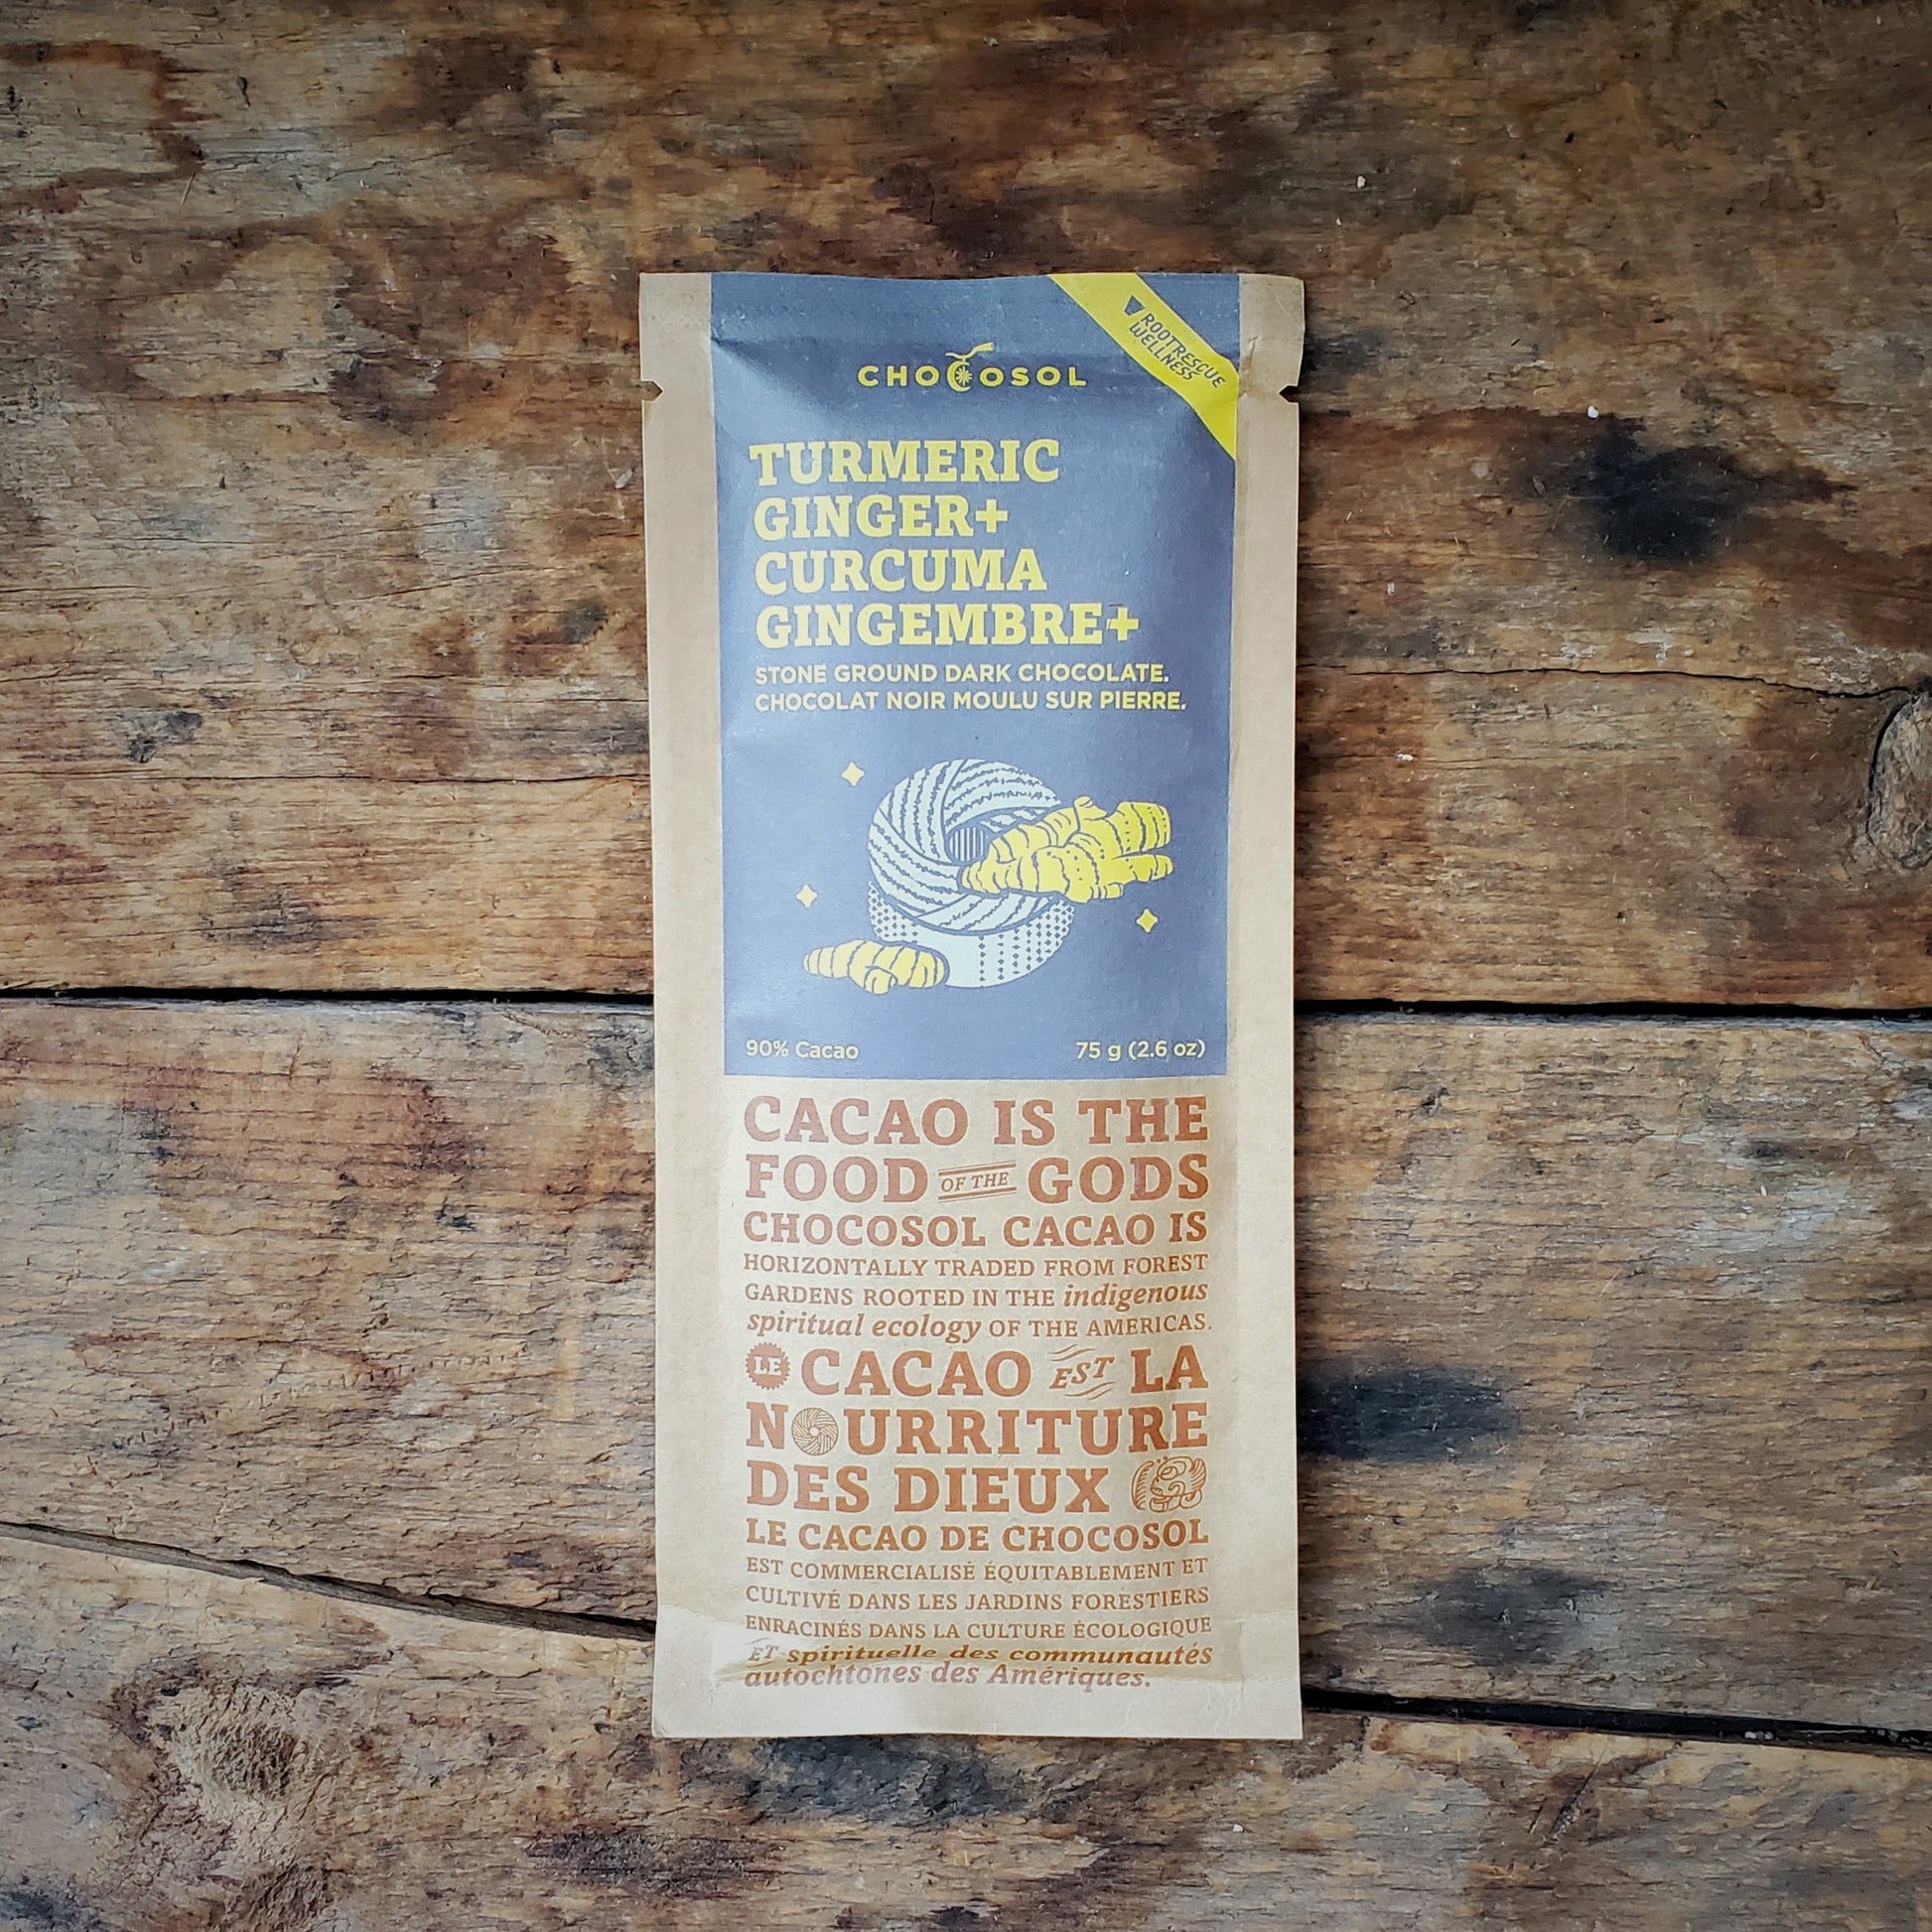 CHOCOSOL
ROOTRESCUE
WELLNESS
TURMERIC
GINGER+
CURCUMA
GINGEMBRE+
STONE GROUND DARK CHOCOLATE.
CHOCOLAT NOIR MOULU SUR PIERRE.
90% Cacao 75 g (2.6 oz)
CACAO IS THE
FOOD OF THE GODS
CHOCOSOL CACAO IS
HORIZONTALLY TRADED FROM FOREST
GARDENS ROOTED IN THE indigenous
spiritual ecology OF THE AMERICAS.
LE CACAO EST LA
NOURRITURE
DES DIEUX
LE CACAO DE CHOCOSOL
EST COMMERCIALISÉ ÉQUITABLEMENT ET
CULTIVÉ DANS LES JARDINS FORESTIERS
ENRACINÉS DANS LA CULTURE ÉCOLOGIQUE
ET spirituelle des communautés
autochtones des Amériques.